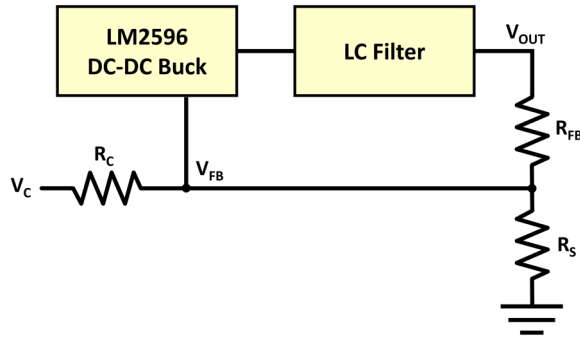 LM2596
DC-DC Buck
LC Filter
VOUT
RFB
RC
VC
VFB
RS